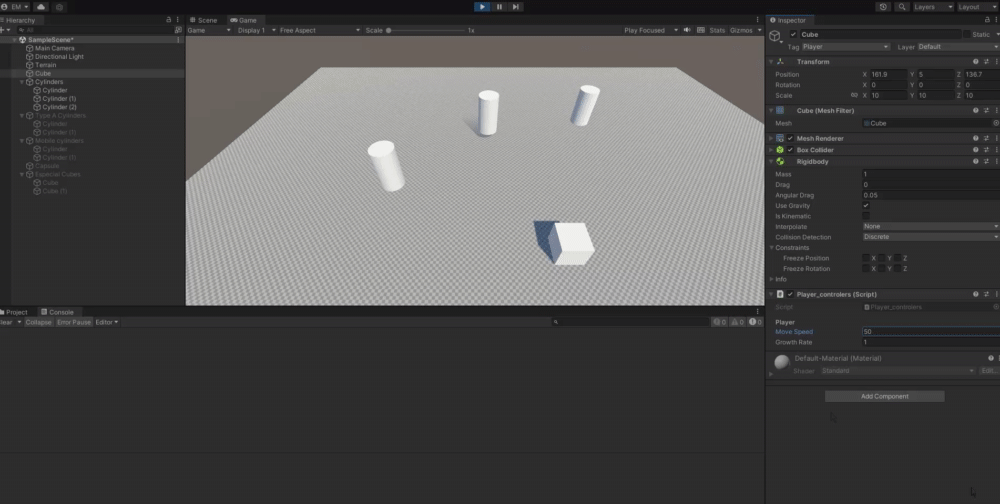 EM
Layers
Layout
Hierarchy
All
SampleScene*
Main Camera
Directional Light
Terrain
Cube
Cylinders
Cylinder
Cylinder (1)
Cylinder (2)
Type A Cylinders
Cylinder
Cylinder (1)
Mobile cylinders
Cylinder
Cylinder (1)
Capsule
Especial Cubes
Cube
Cube (1)
Scene
Game
Game
Display 1
Free Aspect
Scale
1x
Play Focused
Stats
Gizmos
Project
Console
lear
Collapse
Error Pause
Editor
0
0
0
Inspector
Cube
Static
Tag Player
Layer Default
Transform
Position X 161.9 Y 5 Z 136.7
Rotation X 0 Y 0 Z 0
Scale X 10 Y 10 Z 10
Cube (Mesh Filter)
Mesh Cube
Mesh Renderer
Box Collider
Rigidbody
Mass 1
Drag 0
Angular Drag 0.05
Use Gravity
Is Kinematic
Interpolate None
Collision Detection Discrete
Constraints
Freeze Position X Y Z
Freeze Rotation X Y Z
Info
Player_controlers (Script)
Script Player_controlers
Player
Move Speed 50
Growth Rate 1
Default-Material (Material)
Shader Standard Edit...
Add Component